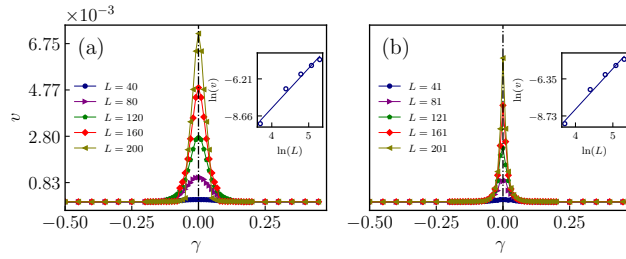 ×10⁻³
(a)
6.75
4.77
2.80
0.83
v
L = 40
L = 80
L = 120
L = 160
L = 200
−0.50
−0.25
0.00
0.25
γ
ln(v)
−6.21
−8.66
4
5
ln(L)
(b)
L = 41
L = 81
L = 121
L = 161
L = 201
−0.50
−0.25
0.00
0.25
γ
ln(v)
−6.35
−8.73
4
5
ln(L)